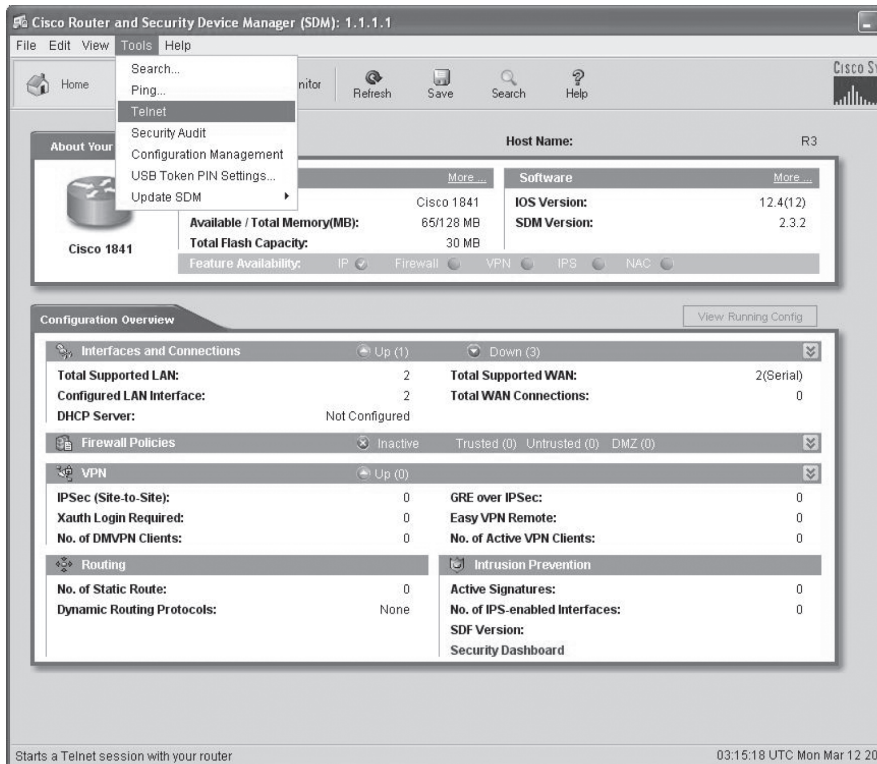 Cisco Router and Security Device Manager (SDM): 1.1.1.1
File Edit View Tools Help
Home
Search...
Ping...
Telnet
Security Audit
Configuration Management
USB Token PIN Settings...
Update SDM
nitor
Refresh
Save
Search
Help
Cisco Sy
About Your
Host Name: R3
More ...
Software More ...
Cisco 1841
IOS Version: 12.4(12)
Available / Total Memory(MB): 65/128 MB
SDM Version: 2.3.2
Total Flash Capacity: 30 MB
Cisco 1841
Feature Availability: IP Firewall VPN IPS NAC
Configuration Overview
View Running Config
Interfaces and Connections Up (1) Down (3)
Total Supported LAN: 2 Total Supported WAN: 2(Serial)
Configured LAN Interface: 2 Total WAN Connections: 0
DHCP Server: Not Configured
Firewall Policies Inactive Trusted (0) Untrusted (0) DMZ (0)
VPN Up (0)
IPSec (Site-to-Site): 0 GRE over IPSec: 0
Xauth Login Required: 0 Easy VPN Remote: 0
No. of DMVPN Clients: 0 No. of Active VPN Clients: 0
Routing
Intrusion Prevention
No. of Static Route: 0 Active Signatures: 0
Dynamic Routing Protocols: None No. of IPS-enabled Interfaces: 0
SDF Version:
Security Dashboard
Starts a Telnet session with your router
03:15:18 UTC Mon Mar 12 20